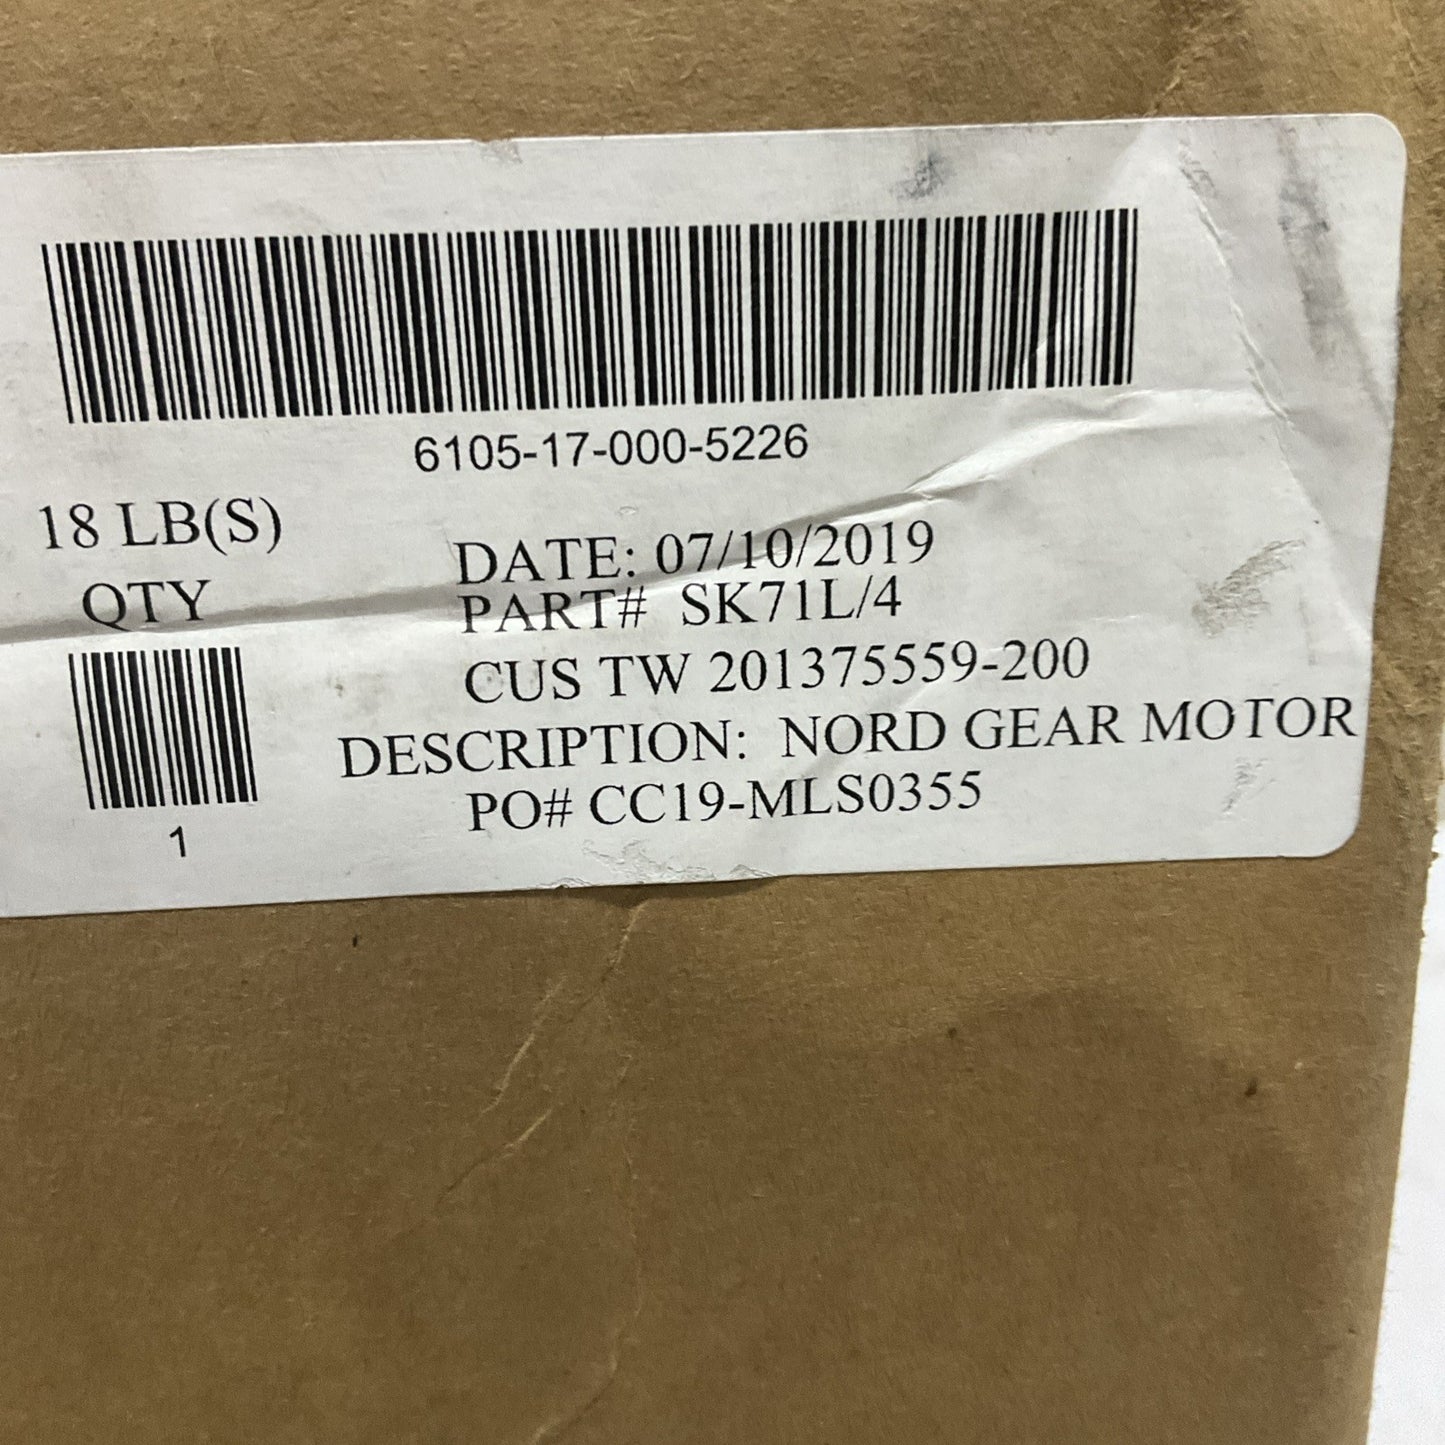 6105-17-000-5226
18 LB(S)
QTY
1
DATE: 07/10/2019
PART# SK71L/4
CUS TW 201375559-200
DESCRIPTION: NORD GEAR MOTOR
PO# CC19-MLS0355